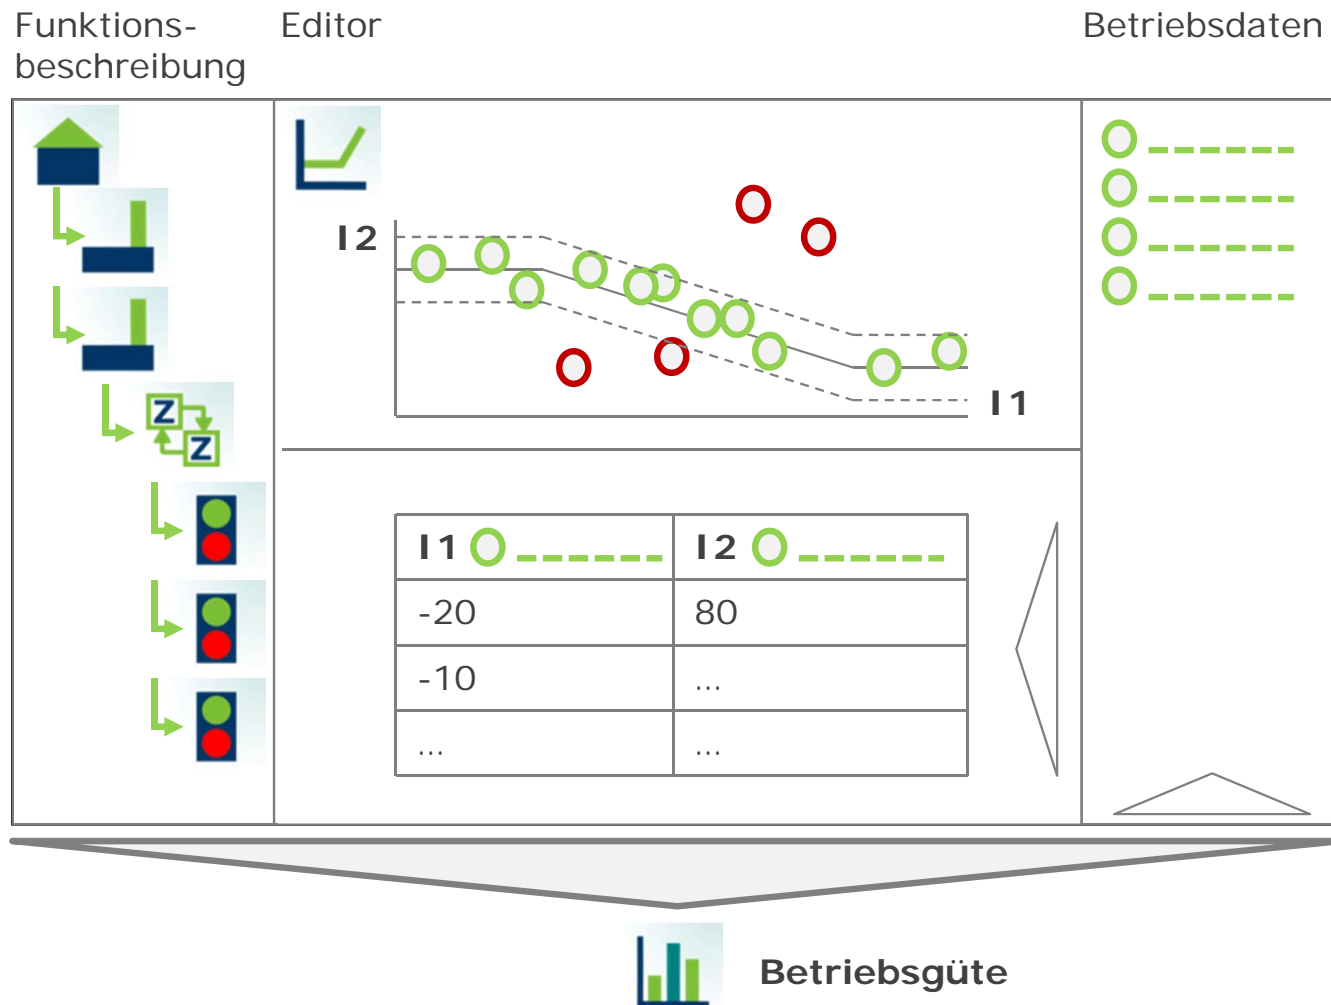 Funktions-
beschreibung
Editor
Betriebsdaten
I2
I1
Z
Z
I1 I2
-20 80
-10 ...
... ...
Betriebsgüte